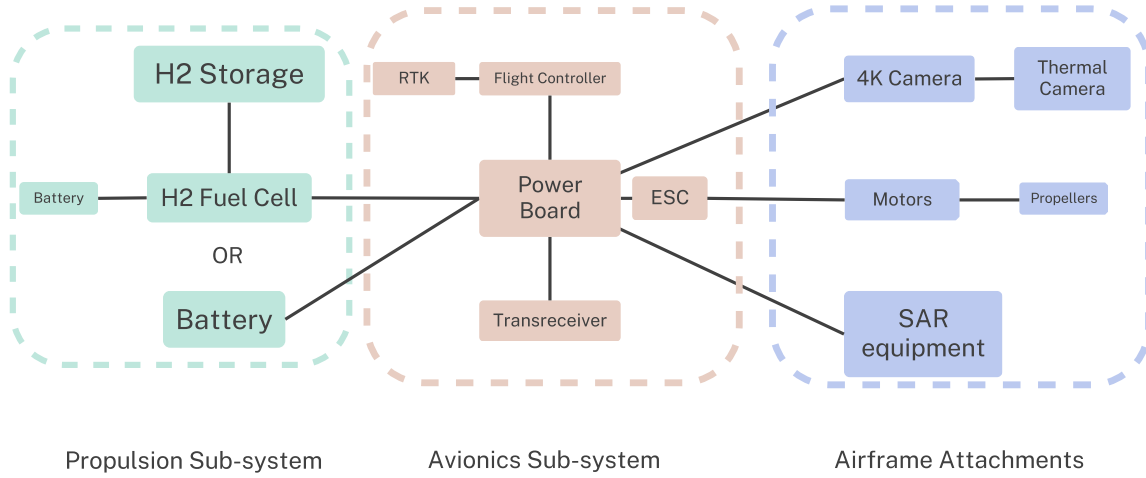 H2 Storage
Battery
H2 Fuel Cell
OR
Battery
Propulsion Sub-system
RTK
Flight Controller
Power
Board
ESC
Transreceiver
Avionics Sub-system
4K Camera
Thermal
Camera
Motors
Propellers
SAR
equipment
Airframe Attachments